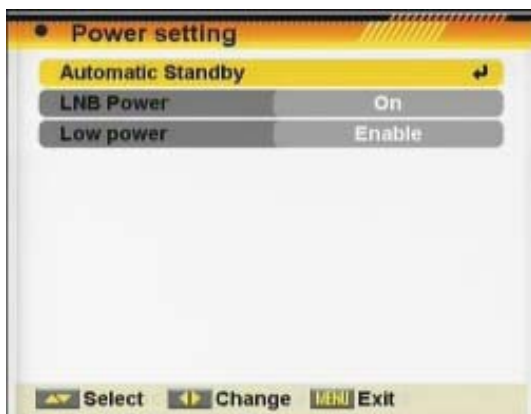 Power setting
Automatic Standby
LNB Power On
Low power Enable
Select Change MENU Exit